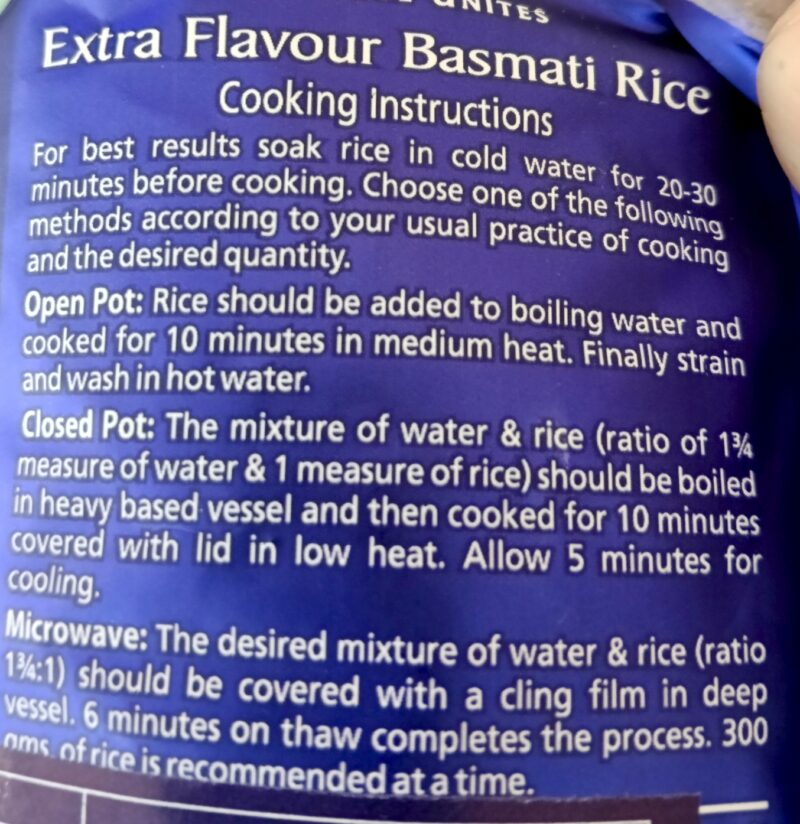 UNITES
Extra Flavour Basmati Rice
Cooking Instructions
For best results soak rice in cold water for 20-30
minutes before cooking. Choose one of the following
methods according to your usual practice of cooking
and the desired quantity.
Open Pot: Rice should be added to boiling water and
cooked for 10 minutes in medium heat. Finally strain
and wash in hot water.
Closed Pot: The mixture of water & rice (ratio of 1¾
measure of water & 1 measure of rice) should be boiled
in heavy based vessel and then cooked for 10 minutes
covered with lid in low heat. Allow 5 minutes for
cooling.
Microwave: The desired mixture of water & rice (ratio
1¾:1) should be covered with a cling film in deep
vessel. 6 minutes on thaw completes the process. 300
gms. of rice is recommended at a time.